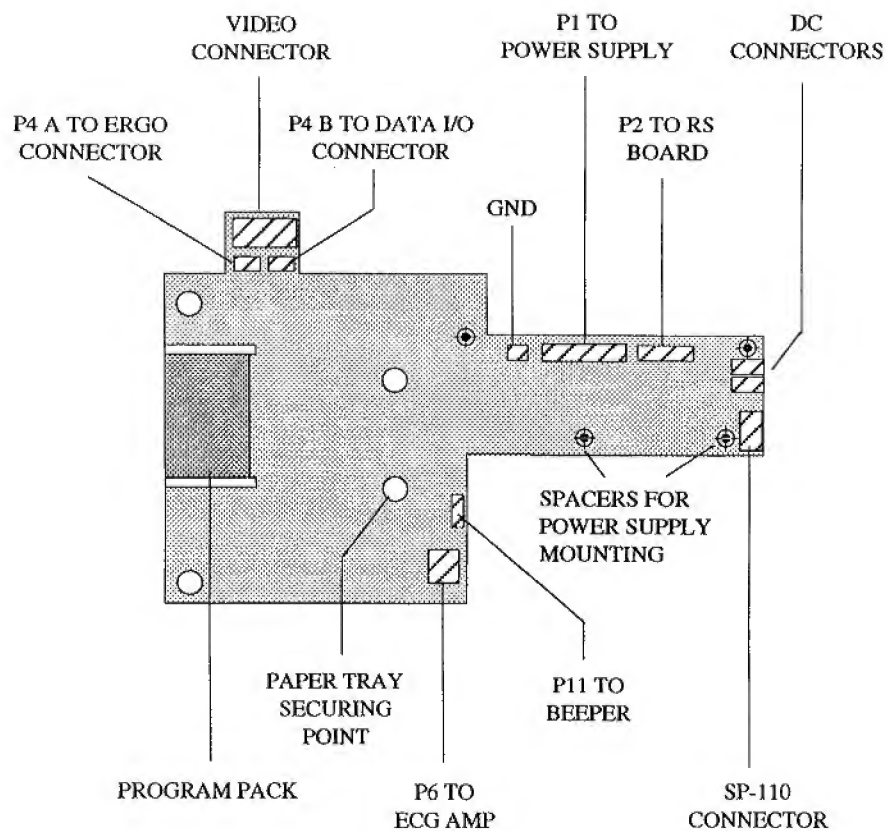 VIDEO
CONNECTOR
P1 TO
POWER SUPPLY
DC
CONNECTORS
P4 A TO ERGO
CONNECTOR
P4 B TO DATA I/O
CONNECTOR
P2 TO RS
BOARD
GND
SPACERS FOR
POWER SUPPLY
MOUNTING
PAPER TRAY
SECURING
POINT
P11 TO
BEEPER
PROGRAM PACK
P6 TO
ECG AMP
SP-110
CONNECTOR